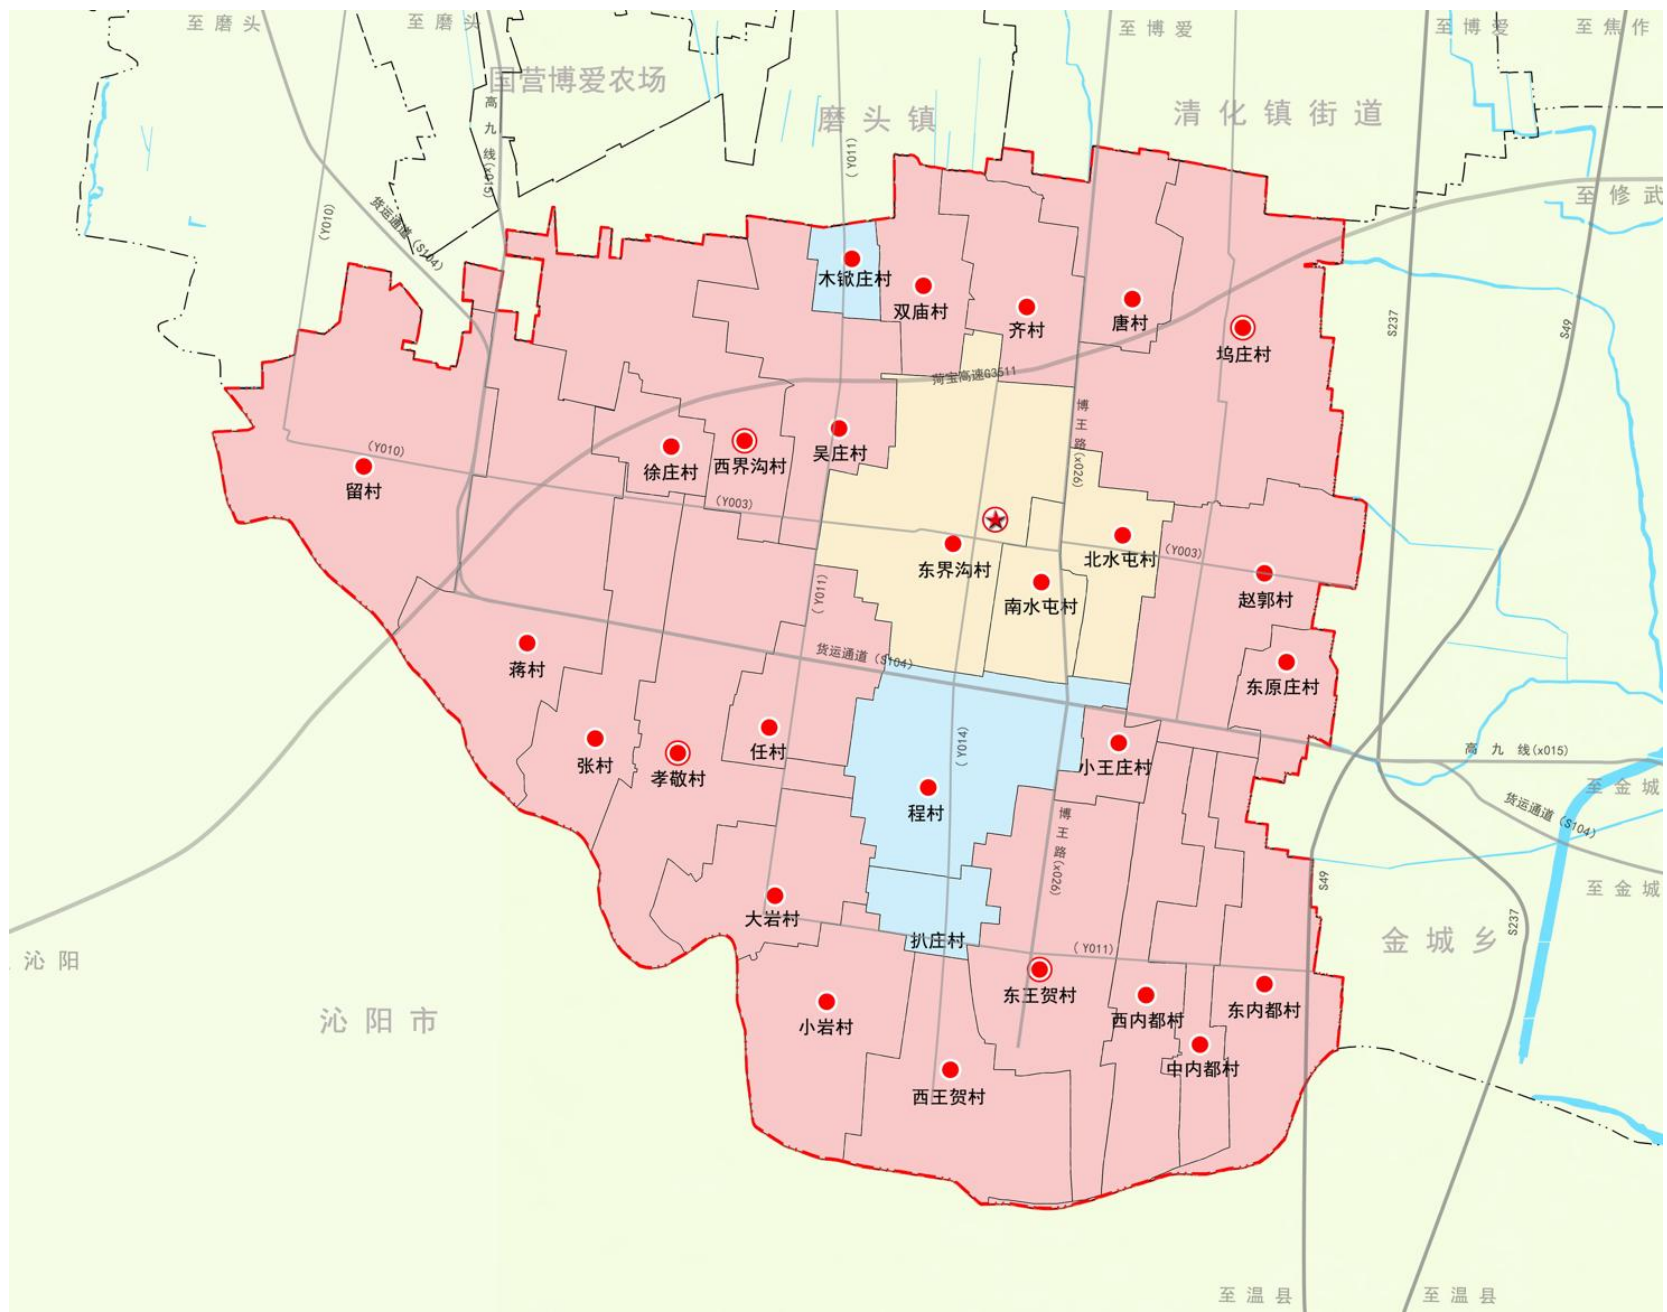 至磨头
至磨头
至博爱
至博爱
至焦作
国营博爱农场
磨头镇
清化镇街道
高九线(x015)
(Y011)
至修武
(Y010)
货运通道(S104)
木锨庄村
双庙村
齐村
唐村
坞庄村
S237
S49
菏宝高速G3511
博王路(x026)
吴庄村
西界沟村
徐庄村
(Y010)
留村
(Y003)
东界沟村
北水屯村
(Y003)
南水屯村
赵郭村
(Y011)
蒋村
货运通道(S104)
东原庄村
任村
(Y014)
张村
孝敬村
小王庄村
高九线(x015)
程村
至金城
货运通道(S104)
博王路(x026)
S49
至金城
大岩村
扒庄村
(Y011)
S237
金城乡
沁阳
东王贺村
小岩村
西内都村
东内都村
沁阳市
中内都村
西王贺村
至温县
至温县